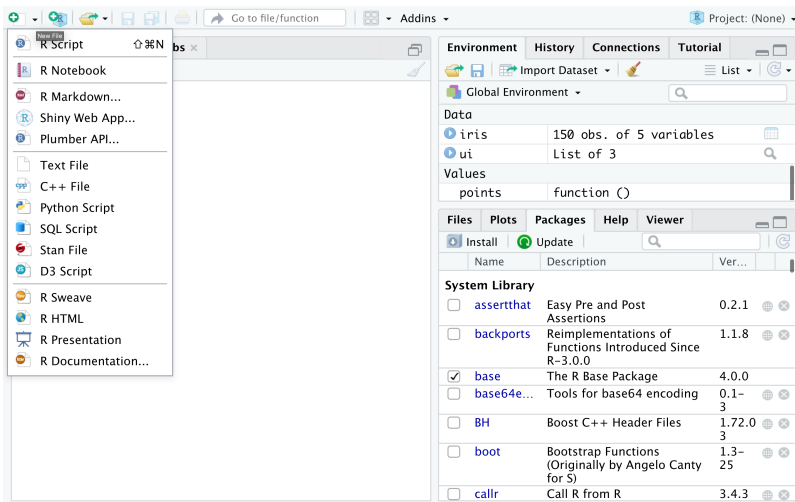 Go to file/function
Addins
Project: (None)
New File
R Script ⇧⌘N
R Notebook
R Markdown...
Shiny Web App...
Plumber API...
Text File
C++ File
Python Script
SQL Script
Stan File
D3 Script
R Sweave
R HTML
R Presentation
R Documentation...
bs ×
Environment History Connections Tutorial
Import Dataset List
Global Environment
Data
iris 150 obs. of 5 variables
ui List of 3
Values
points function ()
Files Plots Packages Help Viewer
Install Update
Name Description Ver...
System Library
assertthat Easy Pre and Post 0.2.1
Assertions
backports Reimplementations of 1.1.8
Functions Introduced Since
R-3.0.0
base The R Base Package 4.0.0
base64e... Tools for base64 encoding 0.1-
3
BH Boost C++ Header Files 1.72.0
3
boot Bootstrap Functions 1.3-
(Originally by Angelo Canty 25
for S)
callr Call R from R 3.4.3